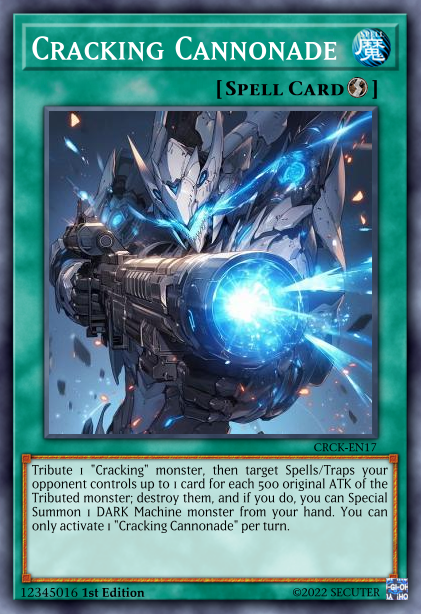 CRACKING CANNONADE 魔
[SPELL CARD]
CRCK-EN17
Tribute 1 "Cracking" monster, then target Spells/Traps your
opponent controls up to 1 card for each 500 original ATK of the
Tributed monster; destroy them, and if you do, you can Special
Summon 1 DARK Machine monster from your hand. You can
only activate 1 "Cracking Cannonade" per turn.
12345016 1st Edition ©2022 SECUTER